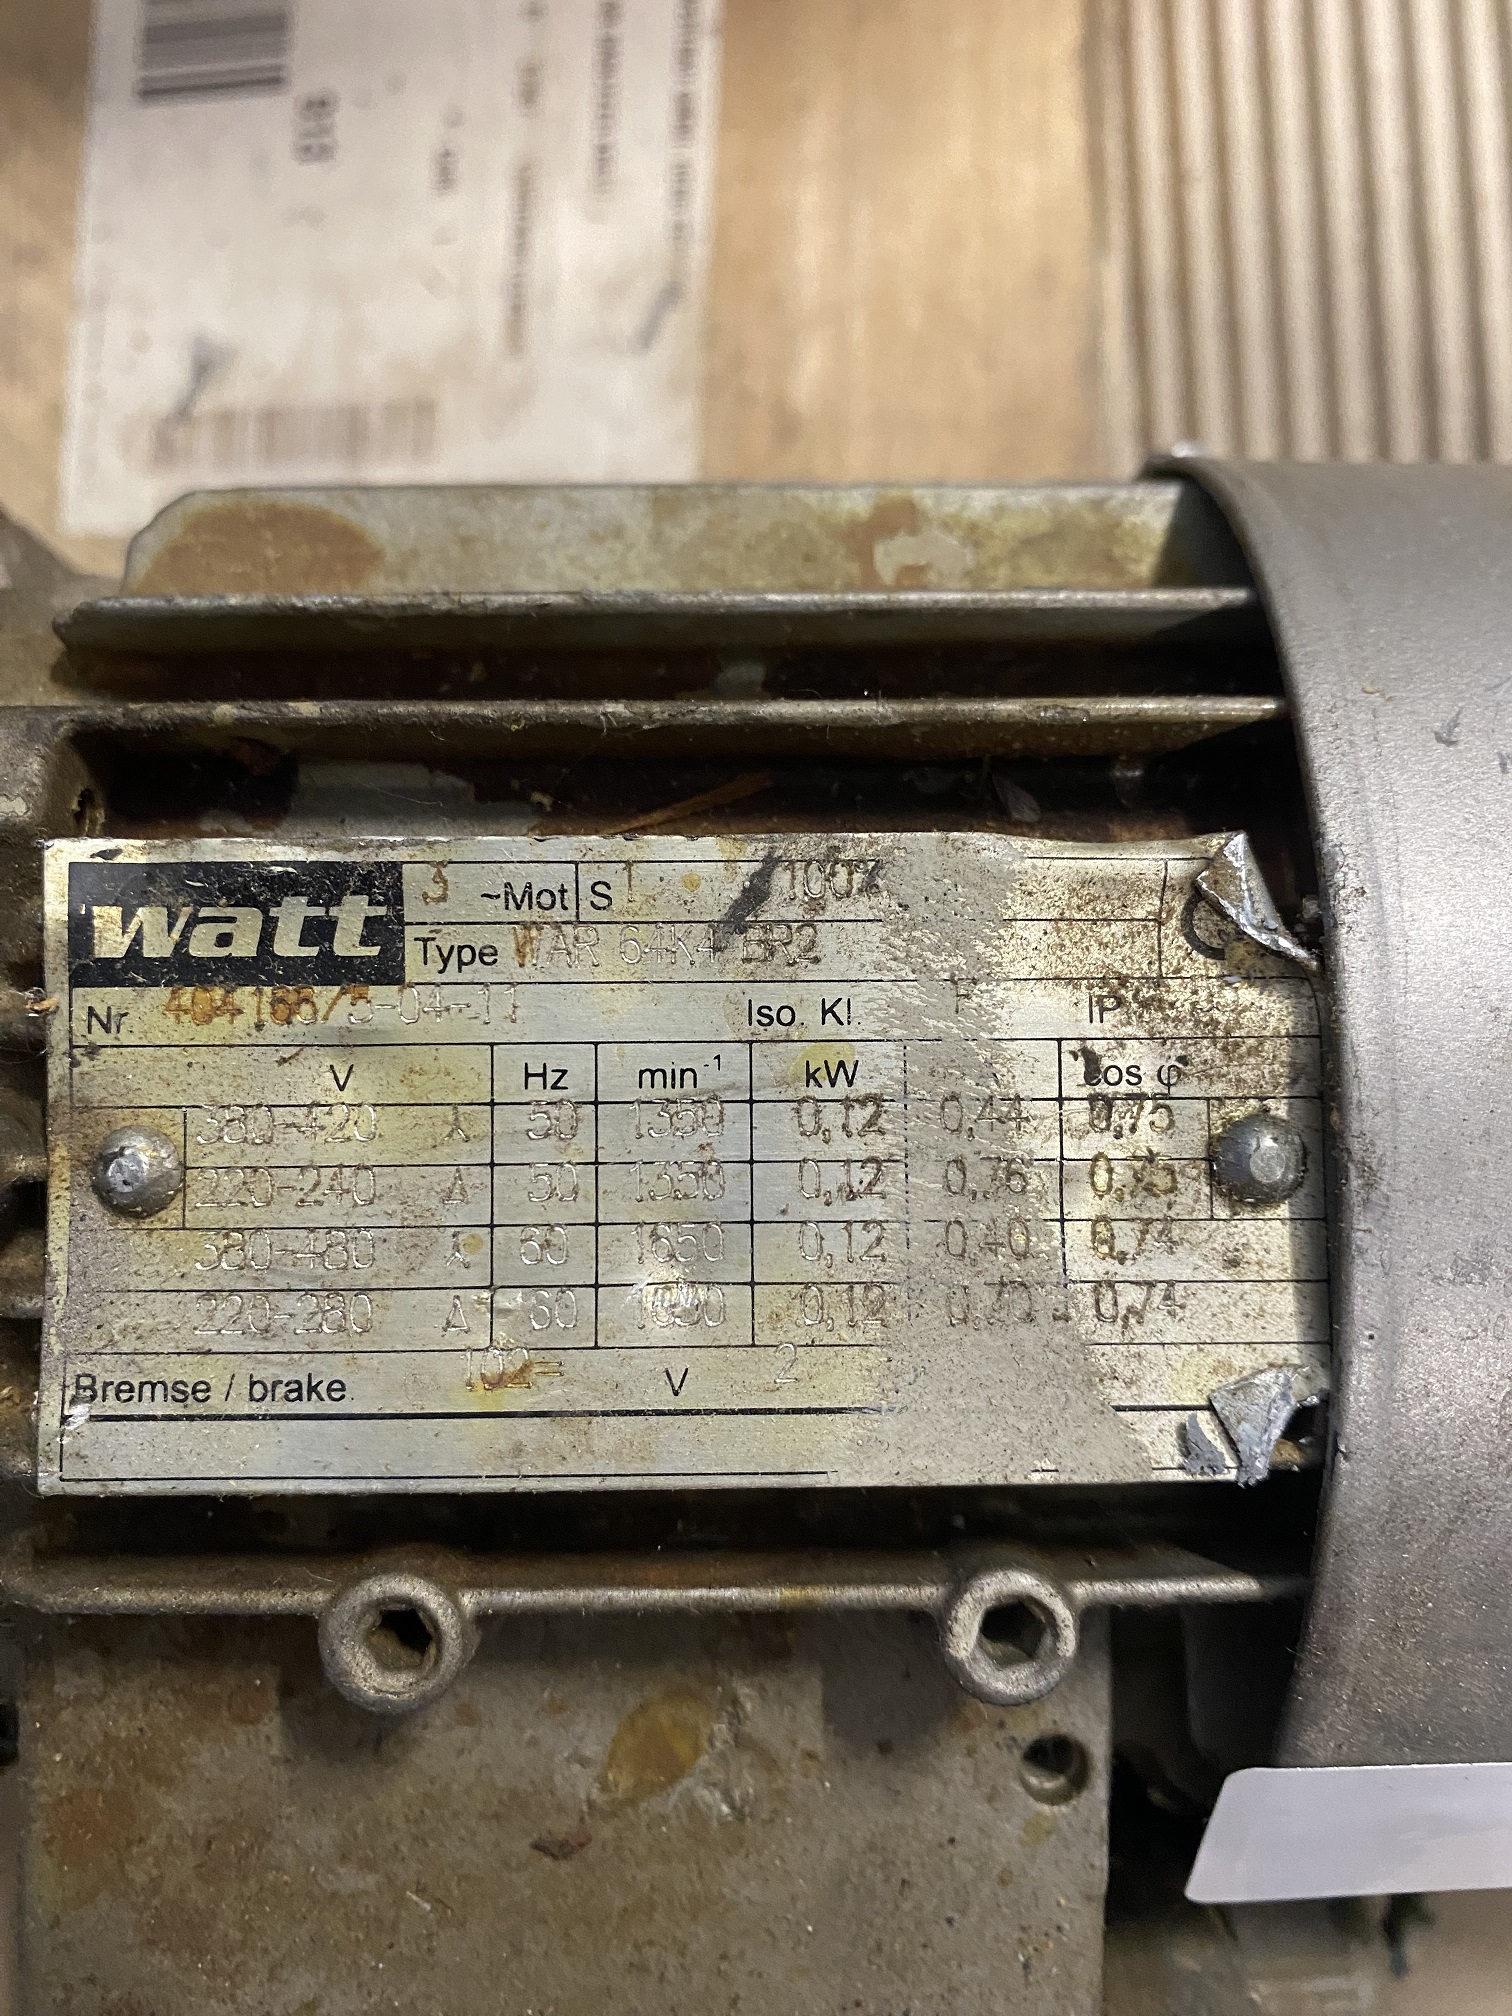 watt 3 ~Mot S 1 100%
Type WAR 64K4 BR2
Nr. 404166/5-04-11 Iso. Kl. F IP
V Hz min⁻¹ kW cos φ
380-420 ⅄ 50 1350 0,12 0,44 0,75
220-240 Δ 50 1350 0,12 0,76 0,75
380-480 ⅄ 60 1650 0,12 0,40 0,74
220-280 Δ 60 1650 0,12 0,70 0,74
Bremse / brake 102= V 2